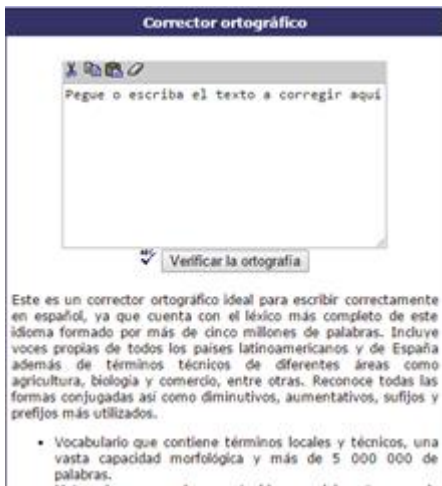 Corrector ortográfico
Pegue o escriba el texto a corregir aquí
Verificar la ortografía
Este es un corrector ortográfico ideal para escribir correctamente
en español, ya que cuenta con el léxico más completo de este
idioma formado por más de cinco millones de palabras. Incluye
voces propias de todos los países latinoamericanos y de España
además de términos técnicos de diferentes áreas como
agricultura, biología y comercio, entre otras. Reconoce todas las
formas conjugadas así como diminutivos, aumentativos, sufijos y
prefijos más utilizados.
• Vocabulario que contiene términos locales y técnicos, una
vasta capacidad morfológica y más de 5 000 000 de
palabras.